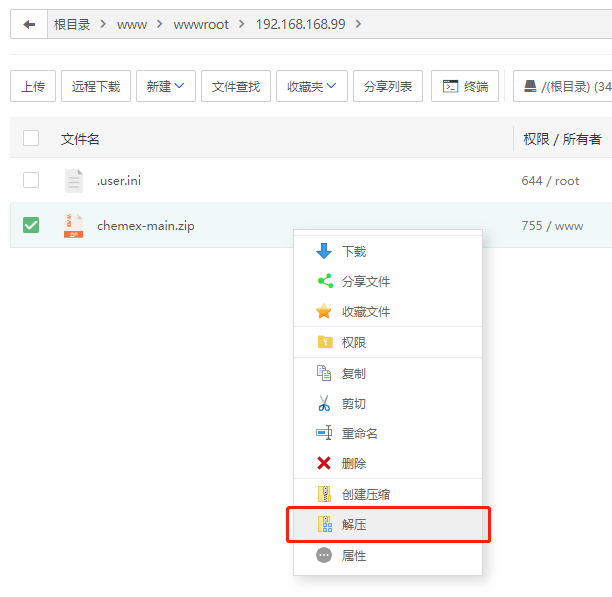 根目录 > www > wwwroot > 192.168.168.99 >
上传 远程下载 新建 文件查找 收藏夹 分享列表 终端 /(根目录) (34
文件名 权限 / 所有者
.user.ini 644 / root
chemex-main.zip 755 / www
下载
分享文件
收藏文件
权限
复制
剪切
重命名
删除
创建压缩
解压
属性